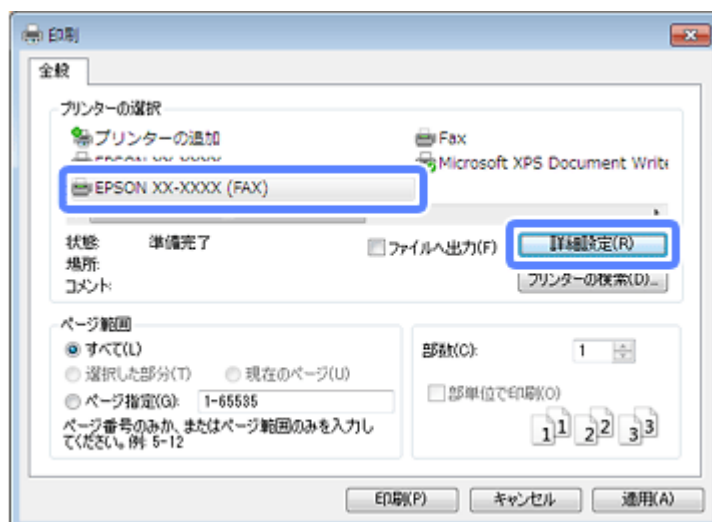 印刷
全般
プリンターの選択
プリンターの追加
Fax
EPSON XX-XXXX
Microsoft XPS Document Write
EPSON XX-XXXX (FAX)
状態: 準備完了
場所:
コメント:
ファイルへ出力(F)
詳細設定(R)
プリンターの検索(D)...
ページ範囲
すべて(L)
選択した部分(T) 現在のページ(U)
ページ指定(G): 1-65535
ページ番号のみか、またはページ範囲のみを入力し
てください。例: 5-12
部数(C): 1
部単位で印刷(O)
11 22 33
印刷(P) キャンセル 適用(A)